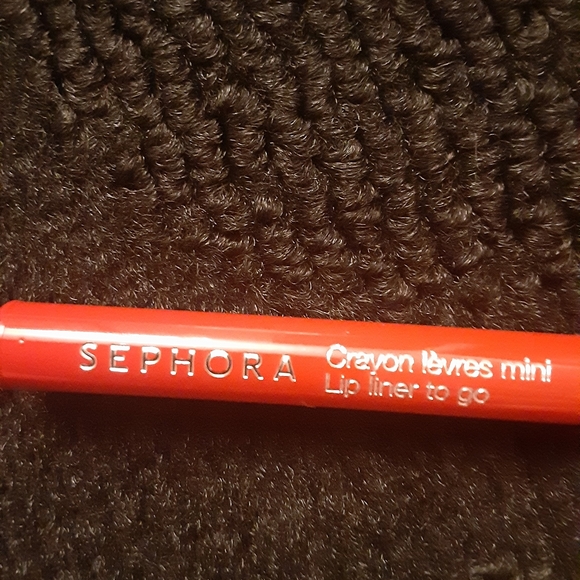 SEPHORA
Crayon lèvres mini
Lip liner to go